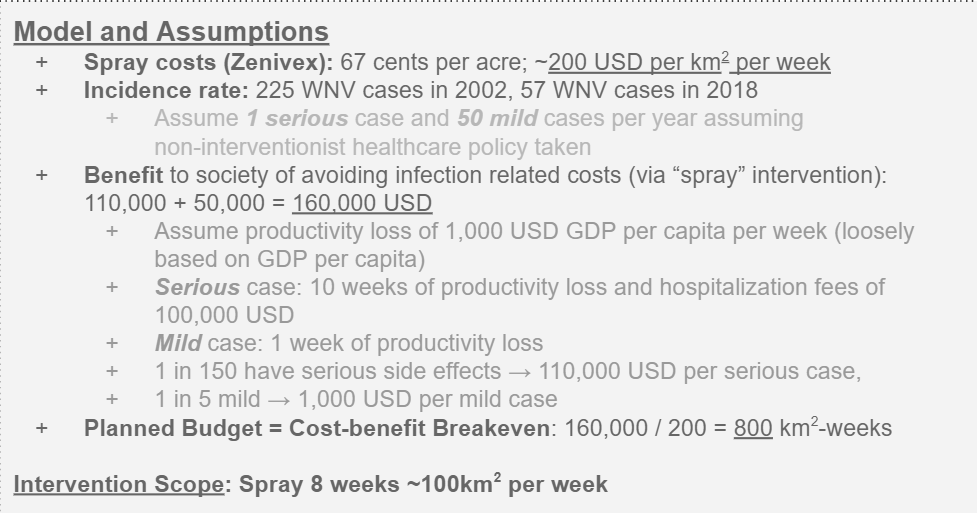 Model and Assumptions
+ Spray costs (Zenivex): 67 cents per acre; ~200 USD per km² per week
+ Incidence rate: 225 WNV cases in 2002, 57 WNV cases in 2018
+ Assume 1 serious case and 50 mild cases per year assuming
non-interventionist healthcare policy taken
+ Benefit to society of avoiding infection related costs (via “spray” intervention):
110,000 + 50,000 = 160,000 USD
+ Assume productivity loss of 1,000 USD GDP per capita per week (loosely
based on GDP per capita)
+ Serious case: 10 weeks of productivity loss and hospitalization fees of
100,000 USD
+ Mild case: 1 week of productivity loss
+ 1 in 150 have serious side effects → 110,000 USD per serious case,
+ 1 in 5 mild → 1,000 USD per mild case
+ Planned Budget = Cost-benefit Breakeven: 160,000 / 200 = 800 km²-weeks
Intervention Scope: Spray 8 weeks ~100km² per week